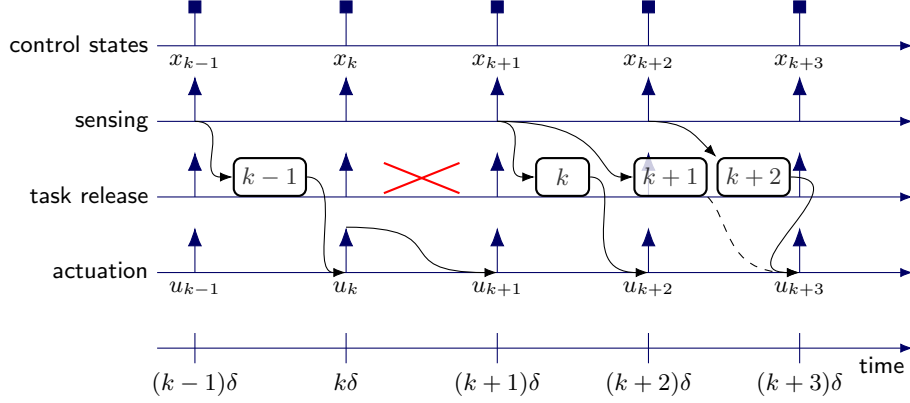 control states
x_{k−1} x_k x_{k+1} x_{k+2} x_{k+3}
sensing
k − 1 k k + 1 k + 2
task release
actuation
u_{k−1} u_k u_{k+1} u_{k+2} u_{k+3}
time
(k − 1)δ kδ (k + 1)δ (k + 2)δ (k + 3)δ